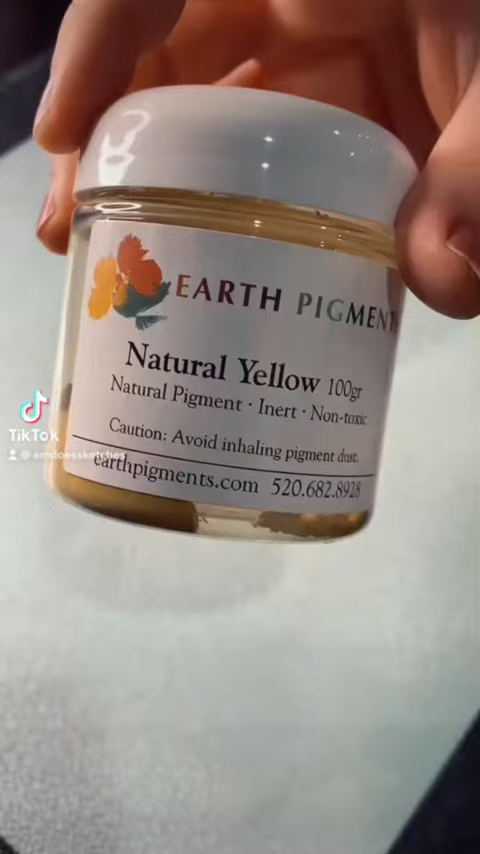 EARTH PIGMENTS
Natural Yellow 100gr
Natural Pigment · Inert · Non-toxic
Caution: Avoid inhaling pigment dust.
earthpigments.com 520.682.8928
TikTok
@emdoessketches